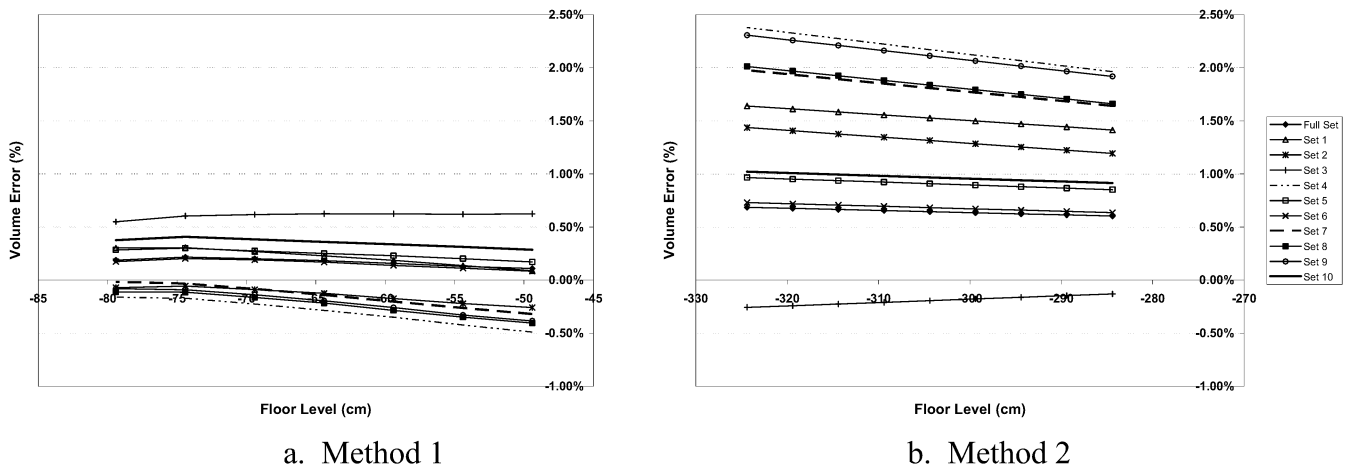 2.50%
2.00%
1.50%
1.00%
0.50%
0.00%
-0.50%
-1.00%
-85
-80
-75
-70
-65
-60
-55
-50
-45
Volume Error (%)
Floor Level (cm)
a. Method 1
2.50%
2.00%
1.50%
1.00%
0.50%
0.00%
-0.50%
-1.00%
-330
-320
-310
-300
-290
-280
-270
Volume Error (%)
Floor Level (cm)
b. Method 2
Full Set
Set 1
Set 2
Set 3
Set 4
Set 5
Set 6
Set 7
Set 8
Set 9
Set 10